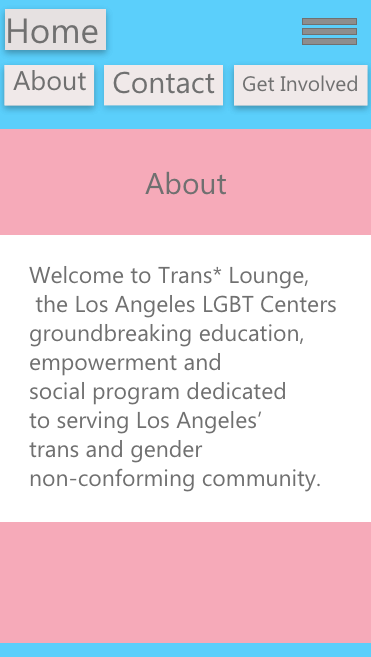 Home
About
Contact
Get Involved
About
Welcome to Trans* Lounge,
the Los Angeles LGBT Centers
groundbreaking education,
empowerment and
social program dedicated
to serving Los Angeles’
trans and gender
non-conforming community.